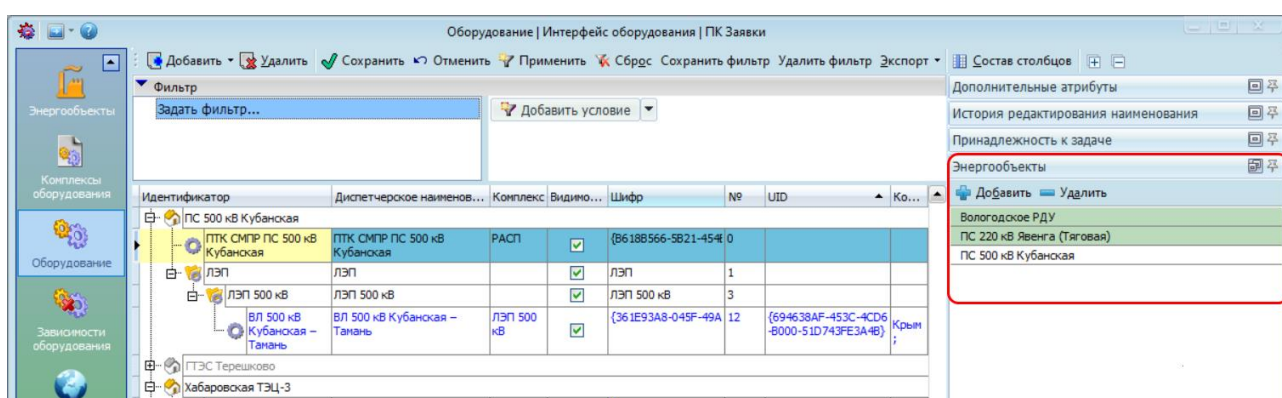 Оборудование | Интерфейс оборудования | ПК Заявки
Добавить Удалить Сохранить Отменить Применить Сброс Сохранить фильтр Удалить фильтр Экспорт Состав столбцов
Энергообъекты
Комплексы оборудования
Оборудование
Зависимости оборудования
Фильтр
Задать фильтр...
Добавить условие
Идентификатор Диспетчерское наименов... Комплекс Видимо... Шифр № UID Ко...
ПС 500 кВ Кубанская
ПТК СМПР ПС 500 кВ Кубанская ПТК СМПР ПС 500 кВ Кубанская РАСП {B618B566-5B21-454E 0
ЛЭП ЛЭП ЛЭП 1
ЛЭП 500 кВ ЛЭП 500 кВ ЛЭП 500 кВ 3
ВЛ 500 кВ Кубанская – Тамань ВЛ 500 кВ Кубанская – Тамань ЛЭП 500 кВ {361E93A8-045F-49A 12 {694638AF-453C-4CD6-B000-51D743FE3A4B} Крым;
ГТЭС Терешково
Хабаровская ТЭЦ-3
Дополнительные атрибуты
История редактирования наименования
Принадлежность к задаче
Энергообъекты
Добавить Удалить
Вологодское РДУ
ПС 220 кВ Явенга (Тяговая)
ПС 500 кВ Кубанская